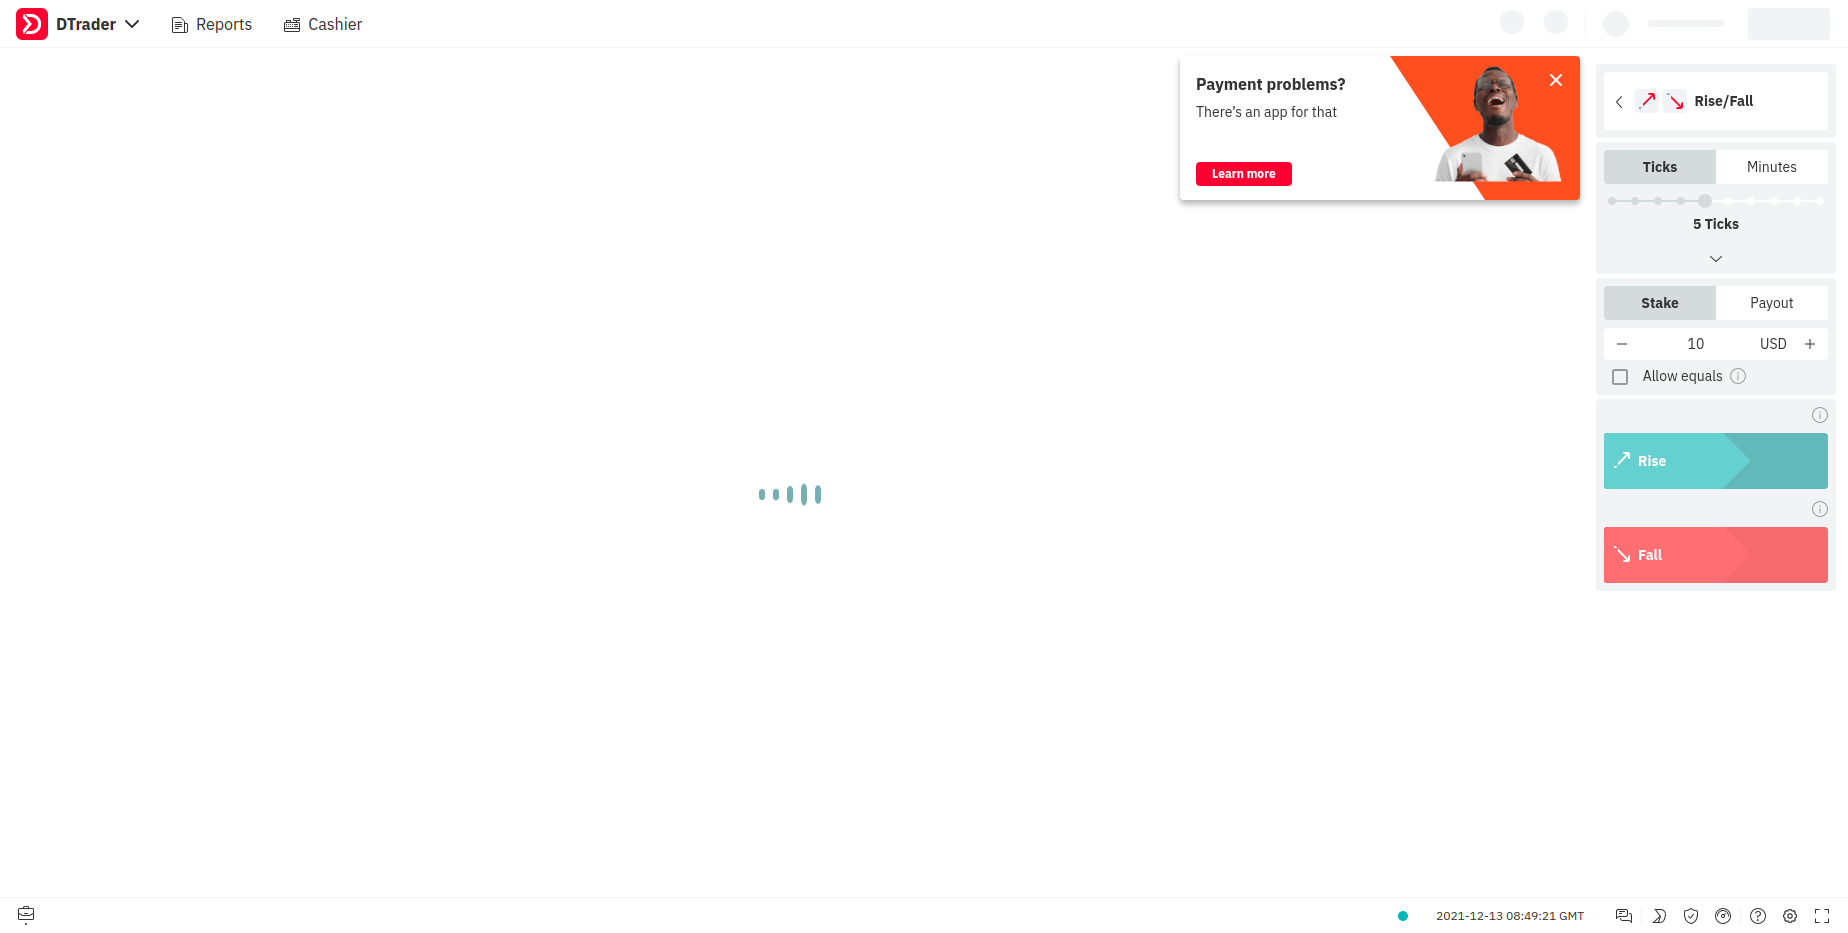 DTrader
Reports
Cashier
Payment problems?
There's an app for that
Learn more
Rise/Fall
Ticks
Minutes
5 Ticks
Stake
Payout
10
USD
Allow equals
Rise
Fall
2021-12-13 08:49:21 GMT